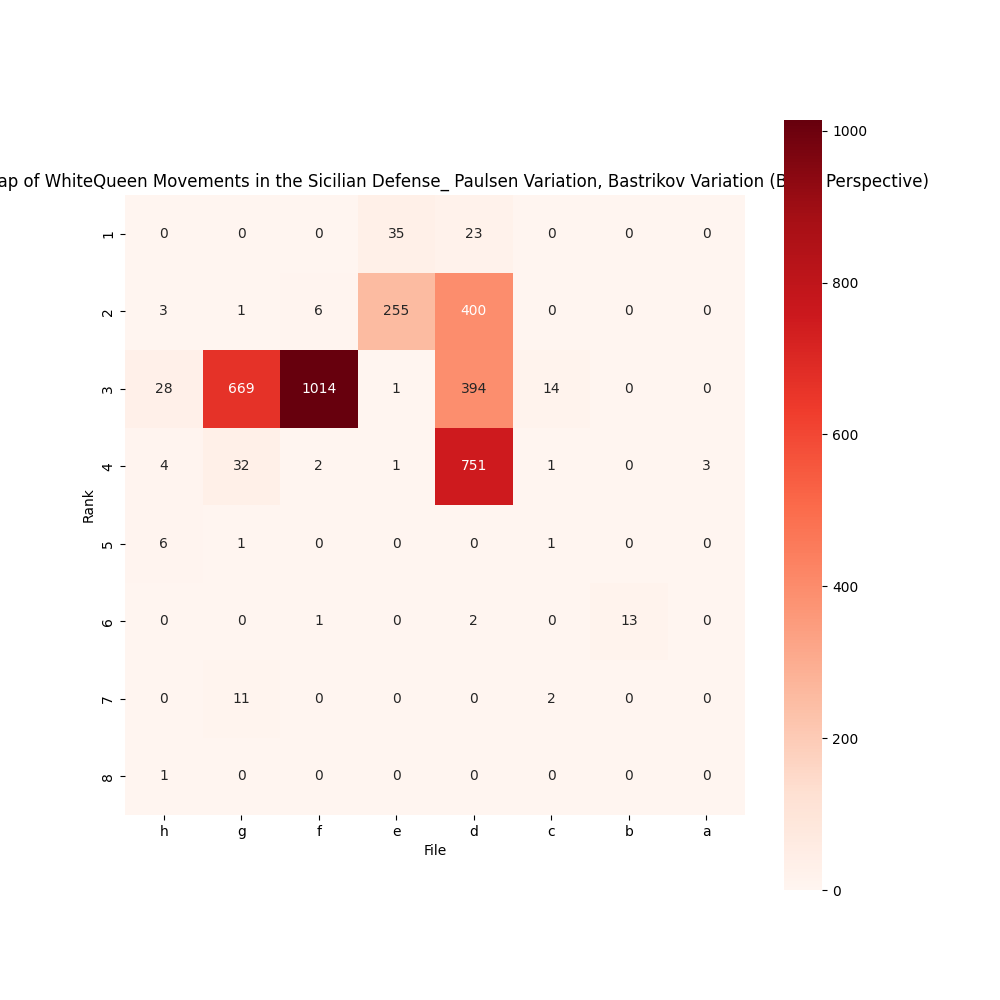 ap of WhiteQueen Movements in the Sicilian Defense_ Paulsen Variation, Bastrikov Variation (B Perspective)
1000
800
600
400
200
0
1 0 0 0 35 23 0 0 0
2 3 1 6 255 400 0 0 0
3 28 669 1014 1 394 14 0 0
4 4 32 2 1 751 1 0 3
5 6 1 0 0 0 1 0 0
6 0 0 1 0 2 0 13 0
7 0 11 0 0 0 2 0 0
8 1 0 0 0 0 0 0 0
Rank
h g f e d c b a
File